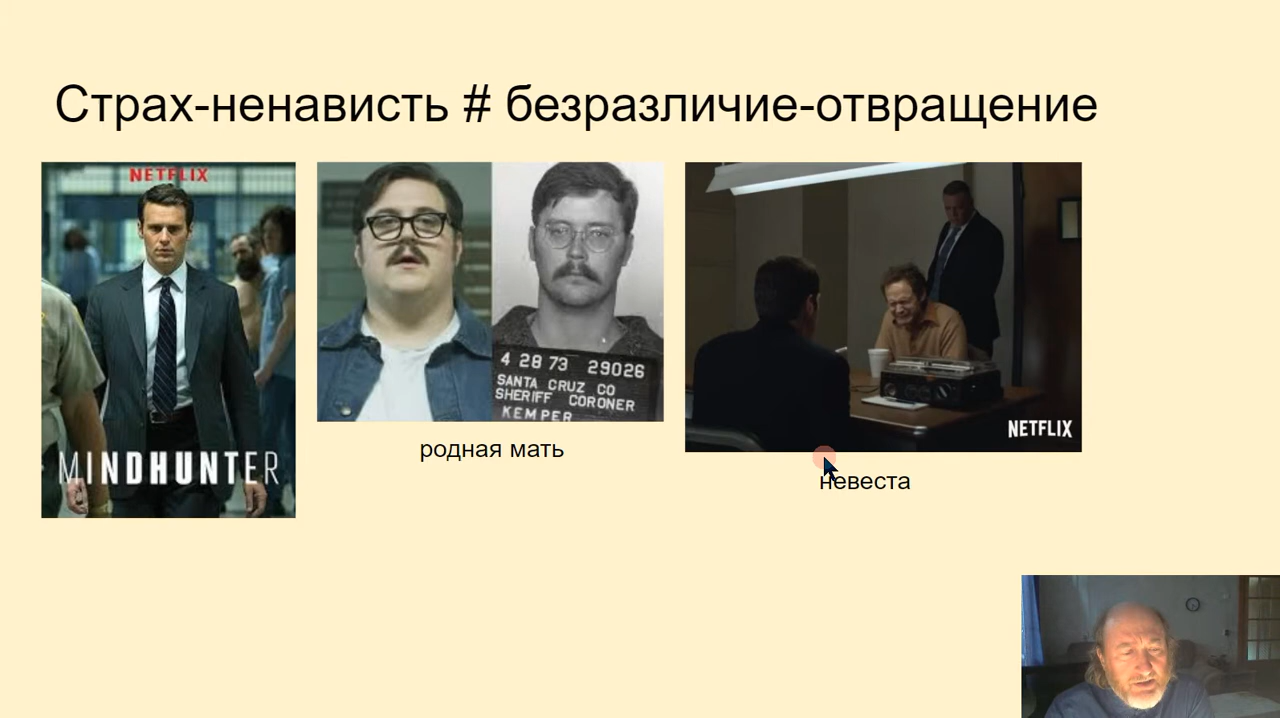 Страх-ненависть # безразличие-отвращение
NETFLIX
MINDHUNTER
4 28 73 29026
SANTA CRUZ CO
SHERIFF CORONER
KEMPER
родная мать
NETFLIX
невеста